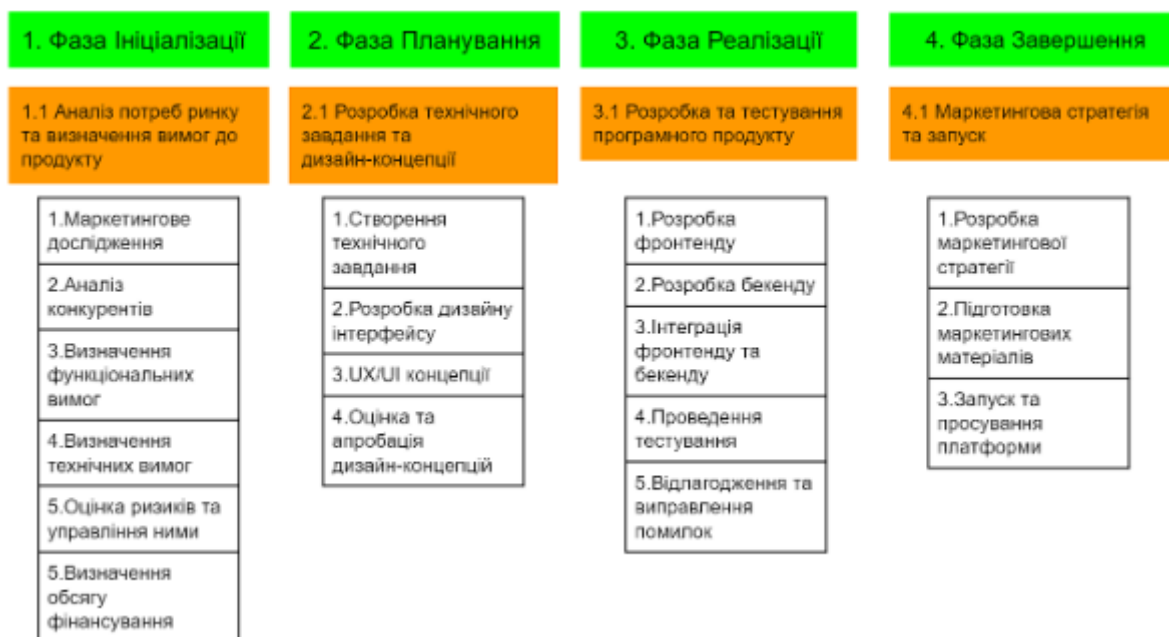 1. Фаза Ініціалізації
1.1 Аналіз потреб ринку
та визначення вимог до
продукту
1.Маркетингове
дослідження
2.Аналіз
конкурентів
3.Визначення
функціональних
вимог
4.Визначення
технічних вимог
5.Оцінка ризиків та
управління ними
5.Визначення
обсягу
фінансування
2. Фаза Планування
2.1 Розробка технічного
завдання та
дизайн-концепції
1.Створення
технічного
завдання
2.Розробка дизайну
інтерфейсу
3.UX/UI концепції
4.Оцінка та
апробація
дизайн-концепцій
3. Фаза Реалізації
3.1 Розробка та тестування
програмного продукту
1.Розробка
фронтенду
2.Розробка бекенду
3.Інтеграція
фронтенду та
бекенду
4.Проведення
тестування
5.Відлагодження та
виправлення
помилок
4. Фаза Завершення
4.1 Маркетингова стратегія
та запуск
1.Розробка
маркетингової
стратегії
2.Підготовка
маркетингових
матеріалів
3.Запуск та
просування
платформи